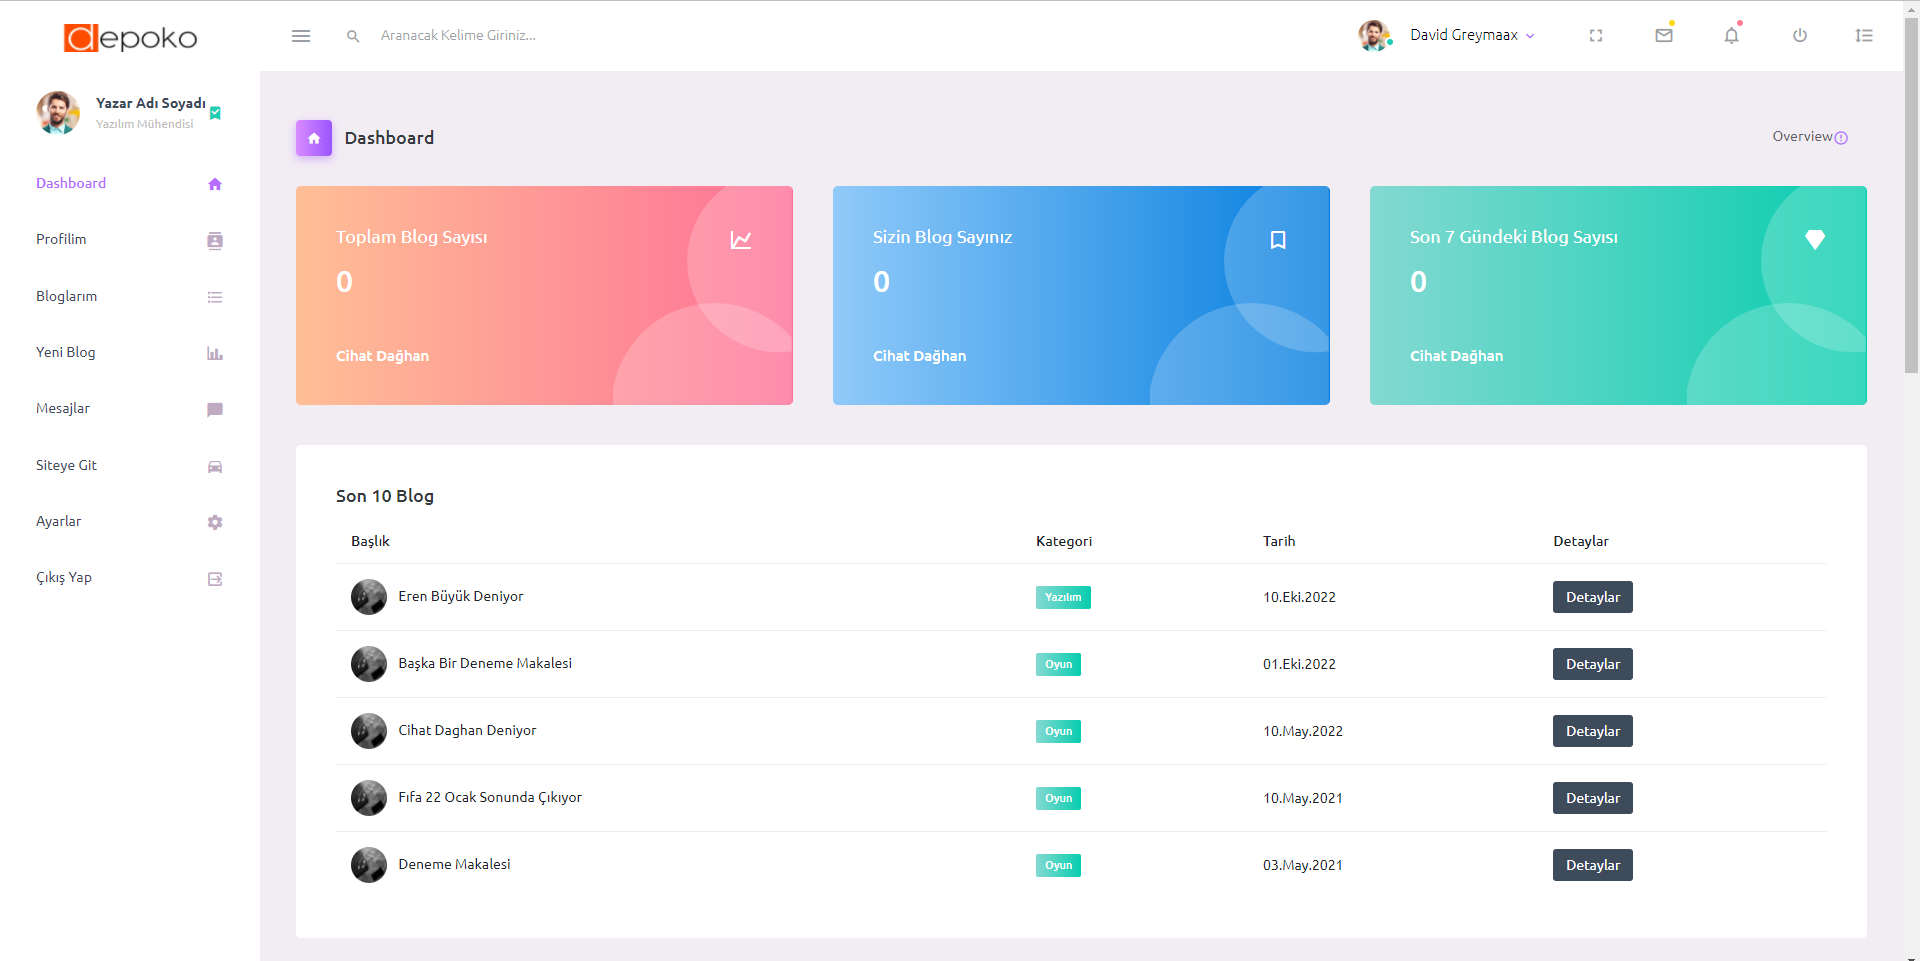 depoko
Aranacak Kelime Giriniz...
David Greymaax
Yazar Adı Soyadı
Yazılım Mühendisi
Dashboard
Profilim
Bloglarım
Yeni Blog
Mesajlar
Siteye Git
Ayarlar
Çıkış Yap
Dashboard
Overview
Toplam Blog Sayısı
0
Cihat Dağhan
Sizin Blog Sayınız
0
Cihat Dağhan
Son 7 Gündeki Blog Sayısı
0
Cihat Dağhan
Son 10 Blog
Başlık Kategori Tarih Detaylar
Eren Büyük Deniyor Yazılım 10.Eki.2022 Detaylar
Başka Bir Deneme Makalesi Oyun 01.Eki.2022 Detaylar
Cihat Daghan Deniyor Oyun 10.May.2022 Detaylar
Fıfa 22 Ocak Sonunda Çıkıyor Oyun 10.May.2021 Detaylar
Deneme Makalesi Oyun 03.May.2021 Detaylar